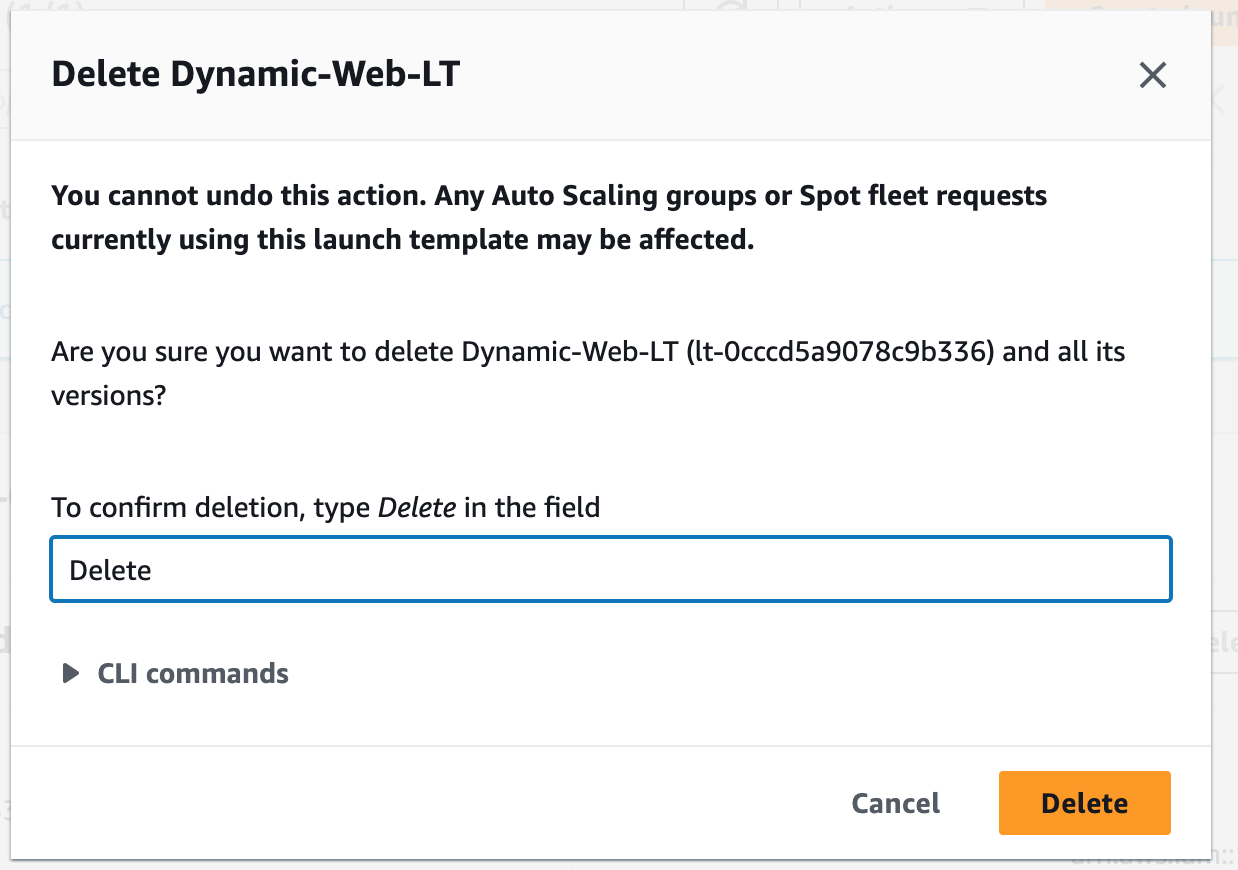 Delete Dynamic-Web-LT
You cannot undo this action. Any Auto Scaling groups or Spot fleet requests
currently using this launch template may be affected.
Are you sure you want to delete Dynamic-Web-LT (lt-0cccd5a9078c9b336) and all its
versions?
To confirm deletion, type Delete in the field
Delete
CLI commands
Cancel
Delete